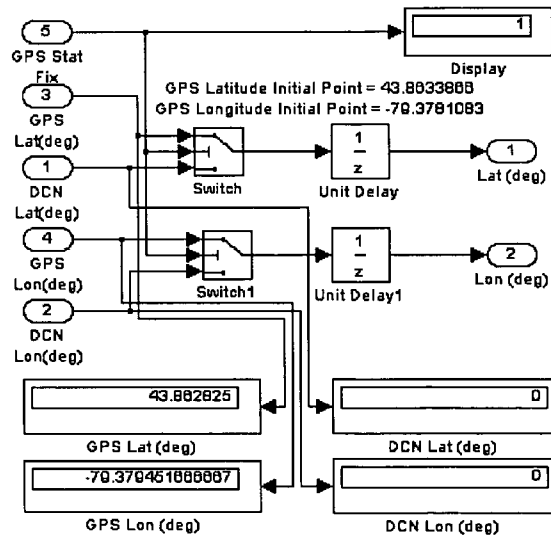 5
GPS Stat
Fix
1
Display
GPS Latitude Initial Point = 43.8633866
GPS Longitude Initial Point = -79.3781083
3
GPS
Lat(deg)
Switch
1
z
Unit Delay
1
Lat (deg)
1
DCN
Lat(deg)
4
GPS
Lon(deg)
Switch1
1
z
Unit Delay1
2
Lon (deg)
2
DCN
Lon(deg)
43.862825
GPS Lat (deg)
0
DCN Lat (deg)
-79.379451666667
GPS Lon (deg)
0
DCN Lon (deg)